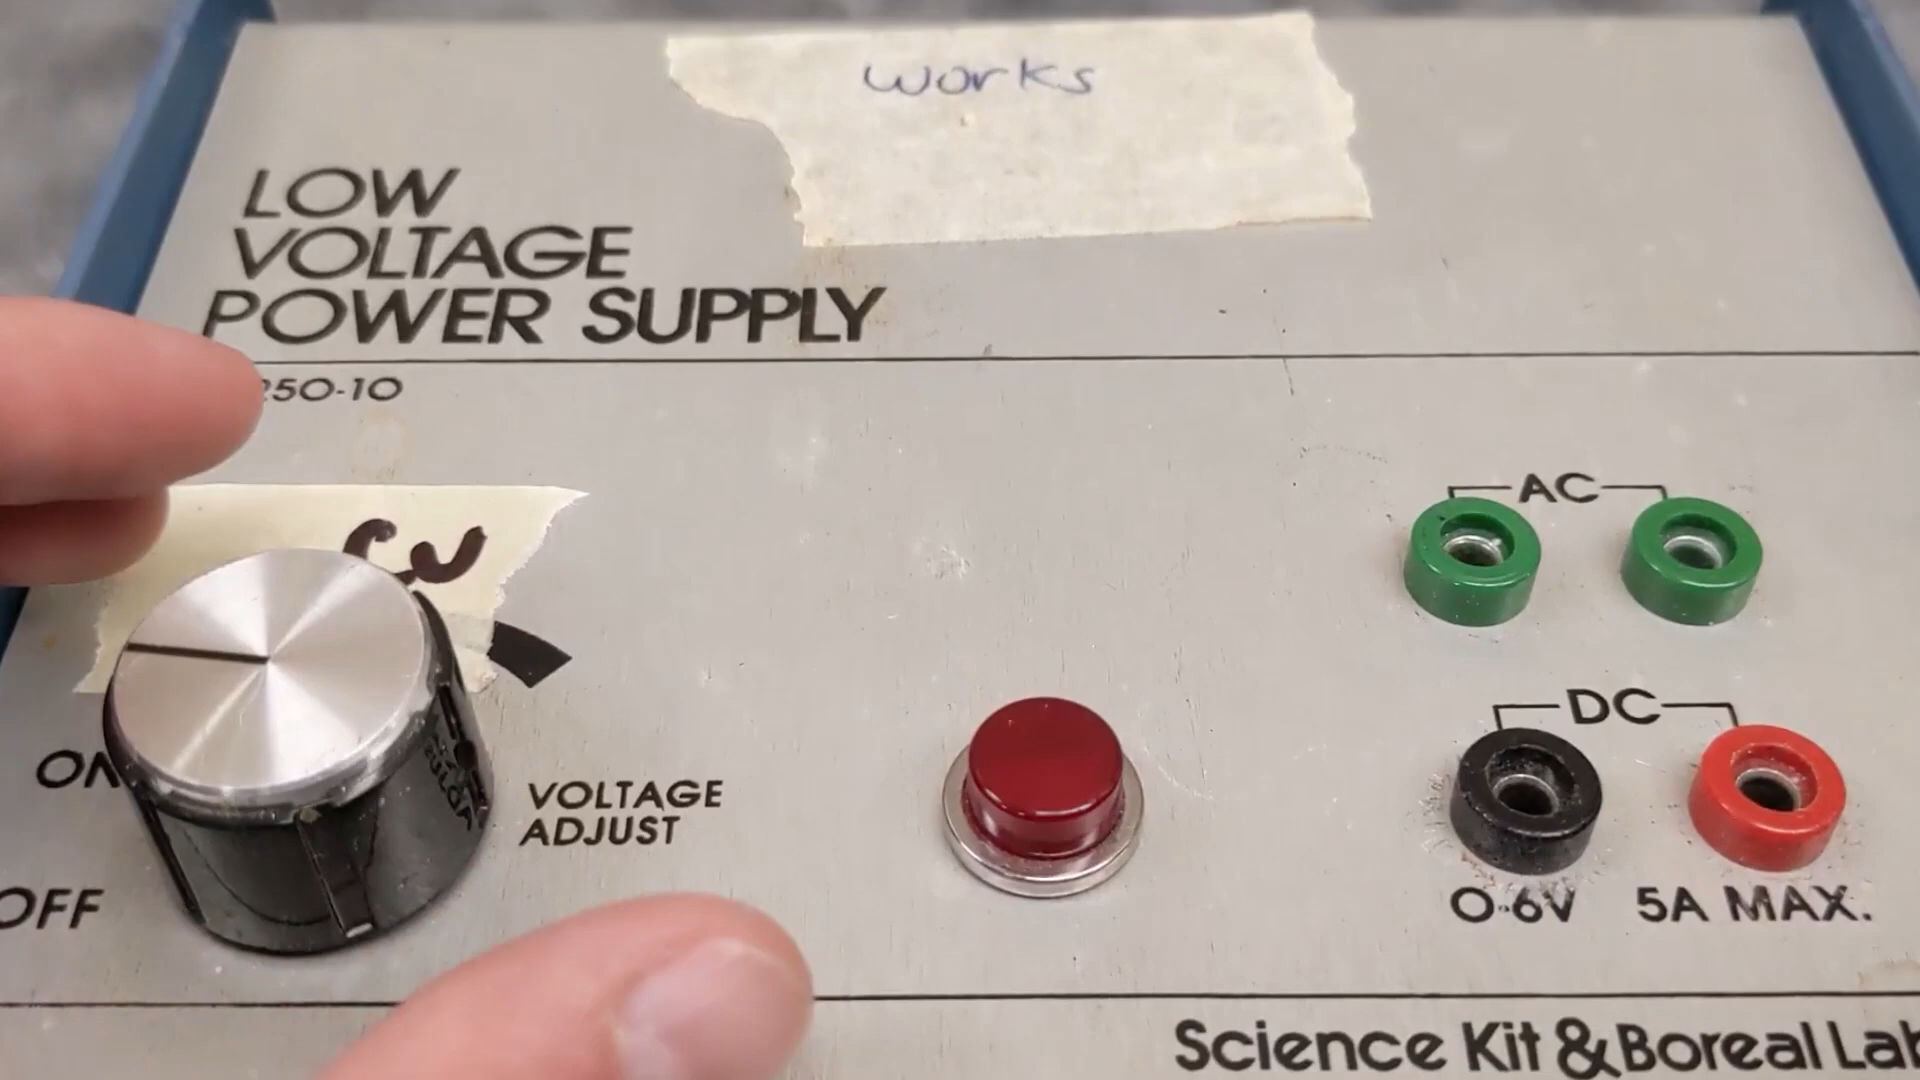 works
LOW
VOLTAGE
POWER SUPPLY
250-10
Cu
AC
DC
ON
VOLTAGE
ADJUST
OFF
0-6V 5A MAX.
Science Kit & Boreal Lab